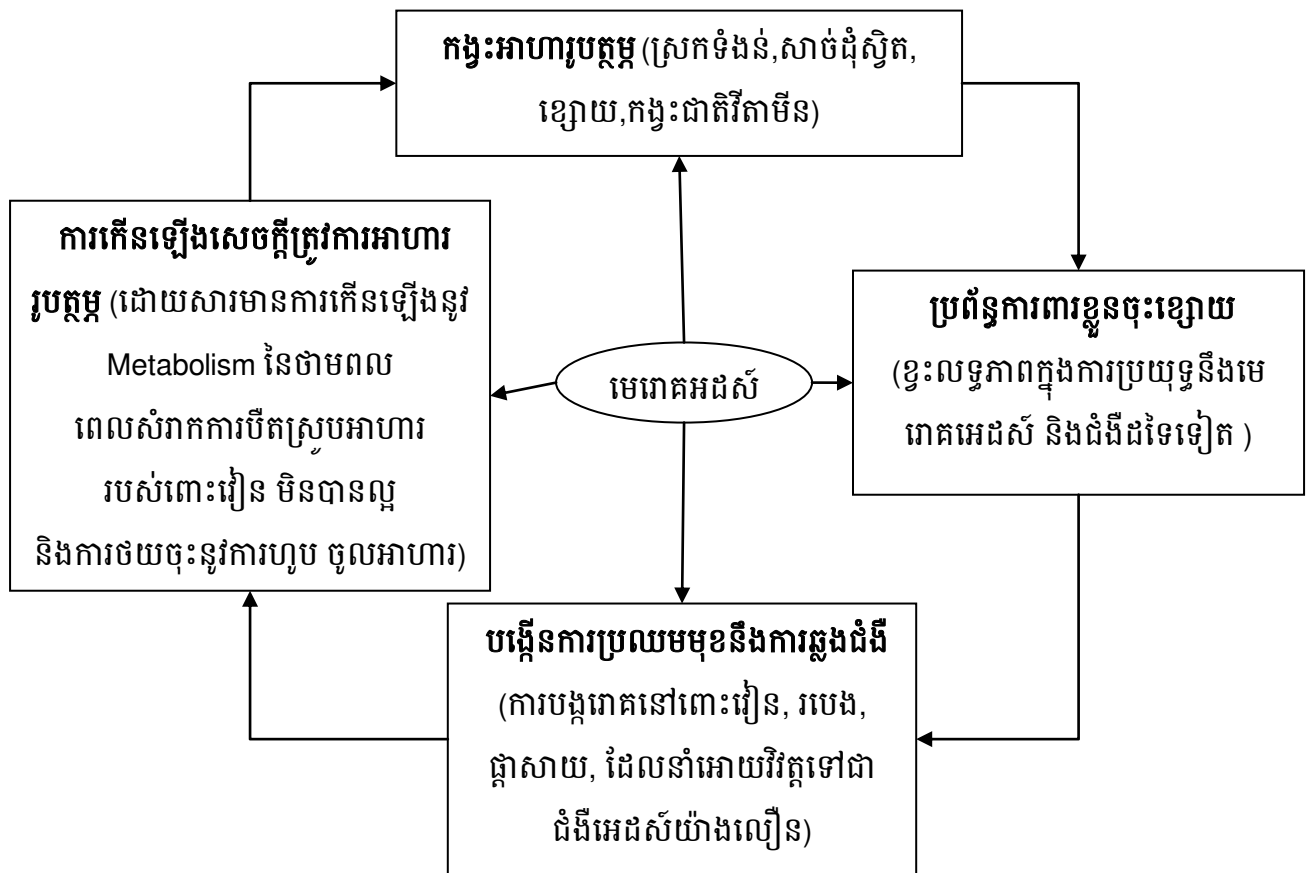 កង្វះអាហារូបត្ថម្ភ (ស្រកទំងន់,សាច់ដុំស្វិត,
ខ្សោយ,កង្វះជាតិវីតាមីន)
ការកើនឡើងសេចក្តីត្រូវការអាហារ
រូបត្ថម្ភ (ដោយសារមានការកើនឡើងនូវ
Metabolism នៃថាមពល
ពេលសំរាកការបឺតស្រូបអាហារ
របស់ពោះវៀន មិនបានល្អ
និងការថយចុះនូវការហូប ចូលអាហារ)
មេរោគអដស៍
ប្រព័ន្ធការពារខ្លួនចុះខ្សោយ
(ខ្វះលទ្ធភាពក្នុងការប្រយុទ្ធនឹងមេ
រោគអេដស៍ និងជំងឺដទៃទៀត )
បង្កើនការប្រឈមមុខនឹងការឆ្លងជំងឺ
(ការបង្ករោគនៅពោះវៀន, របេង,
ផ្តាសាយ, ដែលនាំអោយវិវត្តទៅជា
ជំងឺអេដស៍យ៉ាងលឿន)